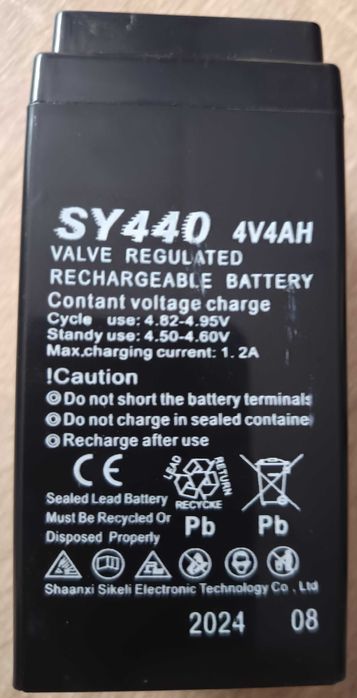 SY440 4V4AH
VALVE REGULATED
RECHARGEABLE BATTERY
Contant voltage charge
Cycle use: 4.82-4.95V
Standy use: 4.50-4.60V
Max.charging current: 1.2A
!Caution
◎Do not short the battery terminals
◎Do not charge in sealed containe
◎Recharge after use
CE
LEAD RETURN
RECYCKE
Sealed Lead Battery
Must Be Recycled Or
Disposed Properly
Pb Pb
Shaanxi Sikeli Electronic Technology Co., Ltd
2024 08